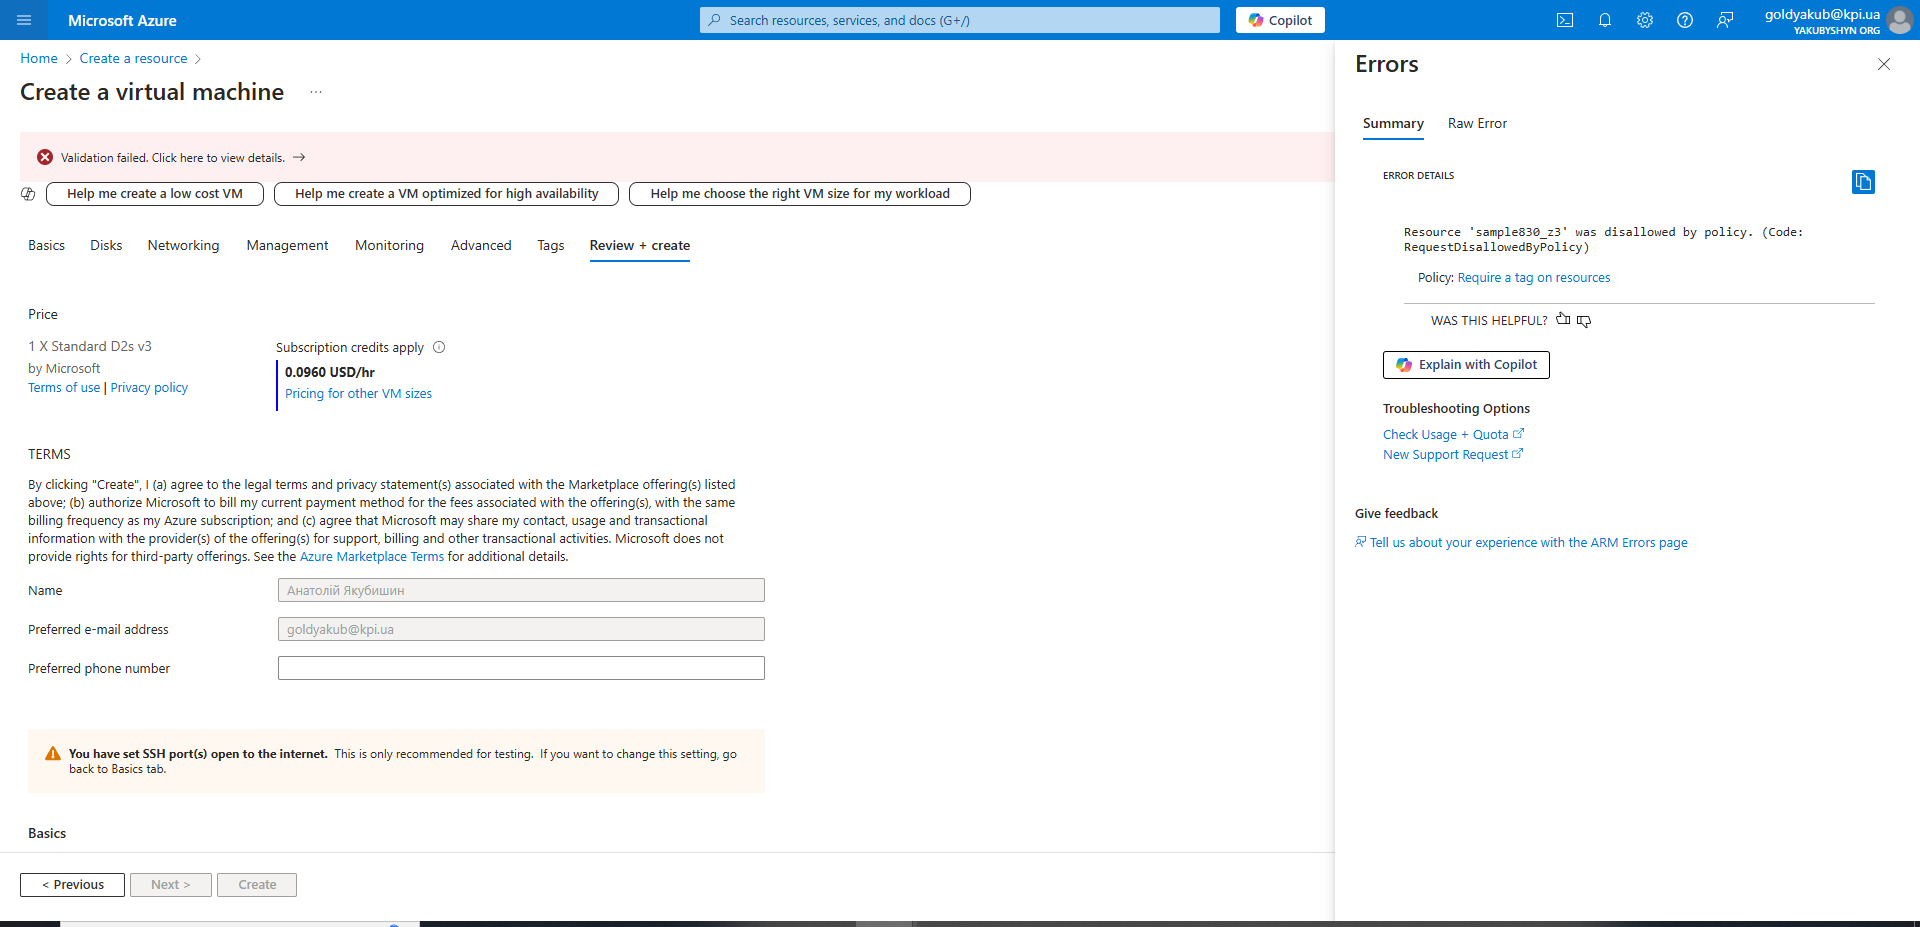 Microsoft Azure
Search resources, services, and docs (G+/)
Copilot
goldyakub@kpi.ua
YAKUBYSHYN ORG
Home > Create a resource >
Create a virtual machine ...
Validation failed. Click here to view details. →
Help me create a low cost VM
Help me create a VM optimized for high availability
Help me choose the right VM size for my workload
Basics Disks Networking Management Monitoring Advanced Tags Review + create
Price
1 X Standard D2s v3
by Microsoft
Terms of use | Privacy policy
Subscription credits apply
0.0960 USD/hr
Pricing for other VM sizes
TERMS
By clicking "Create", I (a) agree to the legal terms and privacy statement(s) associated with the Marketplace offering(s) listed
above; (b) authorize Microsoft to bill my current payment method for the fees associated with the offering(s), with the same
billing frequency as my Azure subscription; and (c) agree that Microsoft may share my contact, usage and transactional
information with the provider(s) of the offering(s) for support, billing and other transactional activities. Microsoft does not
provide rights for third-party offerings. See the Azure Marketplace Terms for additional details.
Name
Анатолій Якубишин
Preferred e-mail address
goldyakub@kpi.ua
Preferred phone number
You have set SSH port(s) open to the internet. This is only recommended for testing. If you want to change this setting, go
back to Basics tab.
Basics
< Previous
Next >
Create
Errors
Summary
Raw Error
ERROR DETAILS
Resource 'sample830_z3' was disallowed by policy. (Code:
RequestDisallowedByPolicy)
Policy: Require a tag on resources
WAS THIS HELPFUL?
Explain with Copilot
Troubleshooting Options
Check Usage + Quota
New Support Request
Give feedback
Tell us about your experience with the ARM Errors page